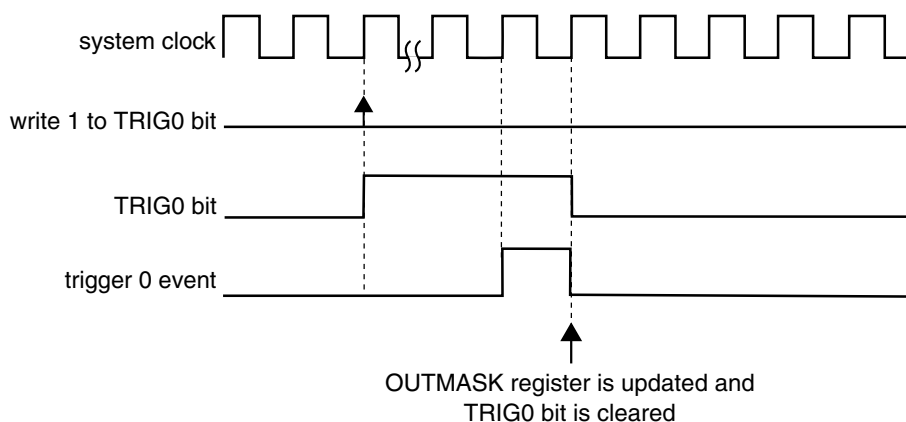 system clock
write 1 to TRIG0 bit
TRIG0 bit
trigger 0 event
OUTMASK register is updated and
TRIG0 bit is cleared